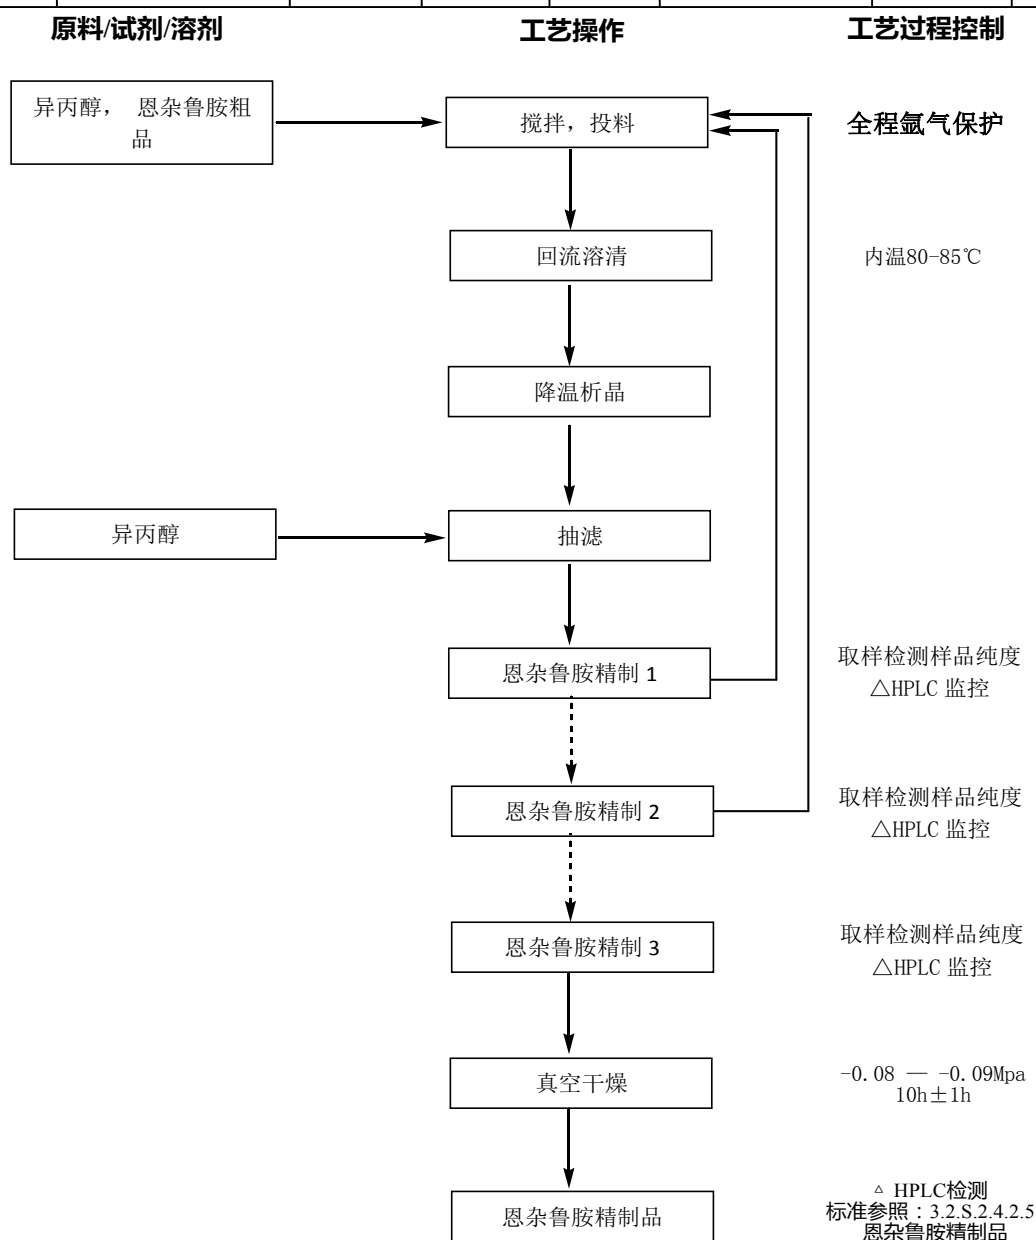 原料/试剂/溶剂
工艺操作
工艺过程控制
异丙醇， 恩杂鲁胺粗
品
搅拌，投料
全程氩气保护
回流溶清
内温80-85℃
降温析晶
异丙醇
抽滤
恩杂鲁胺精制 1
取样检测样品纯度
△HPLC 监控
恩杂鲁胺精制 2
取样检测样品纯度
△HPLC 监控
恩杂鲁胺精制 3
取样检测样品纯度
△HPLC 监控
真空干燥
-0.08 — -0.09Mpa
10h±1h
恩杂鲁胺精制品
△ HPLC检测
标准参照：3.2.S.2.4.2.5
恩杂鲁胺精制品